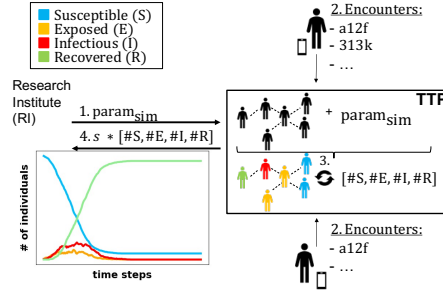 Susceptible (S)
Exposed (E)
Infectious (I)
Recovered (R)
2. Encounters:
- a12f
- 313k
- ...
Research
Institute
(RI)
1. param_sim
4. s * [#S, #E, #I, #R]
TTP
+ param_sim
3.
[#S, #E, #I, #R]
# of individuals
time steps
2. Encounters:
- a12f
- ...